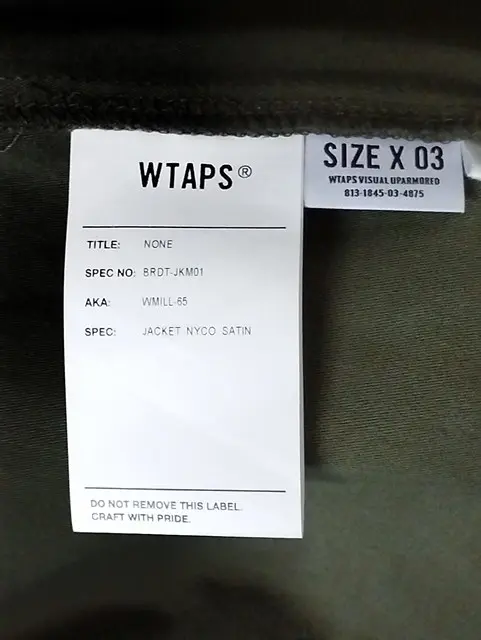 WTAPS®
TITLE: NONE
SPEC NO: BRDT-JKM01
AKA: WMILL-65
SPEC: JACKET NYCO SATIN
DO NOT REMOVE THIS LABEL.
CRAFT WITH PRIDE.
SIZE X 03
WTAPS VISUAL UPARMORED
813-1845-03-4875